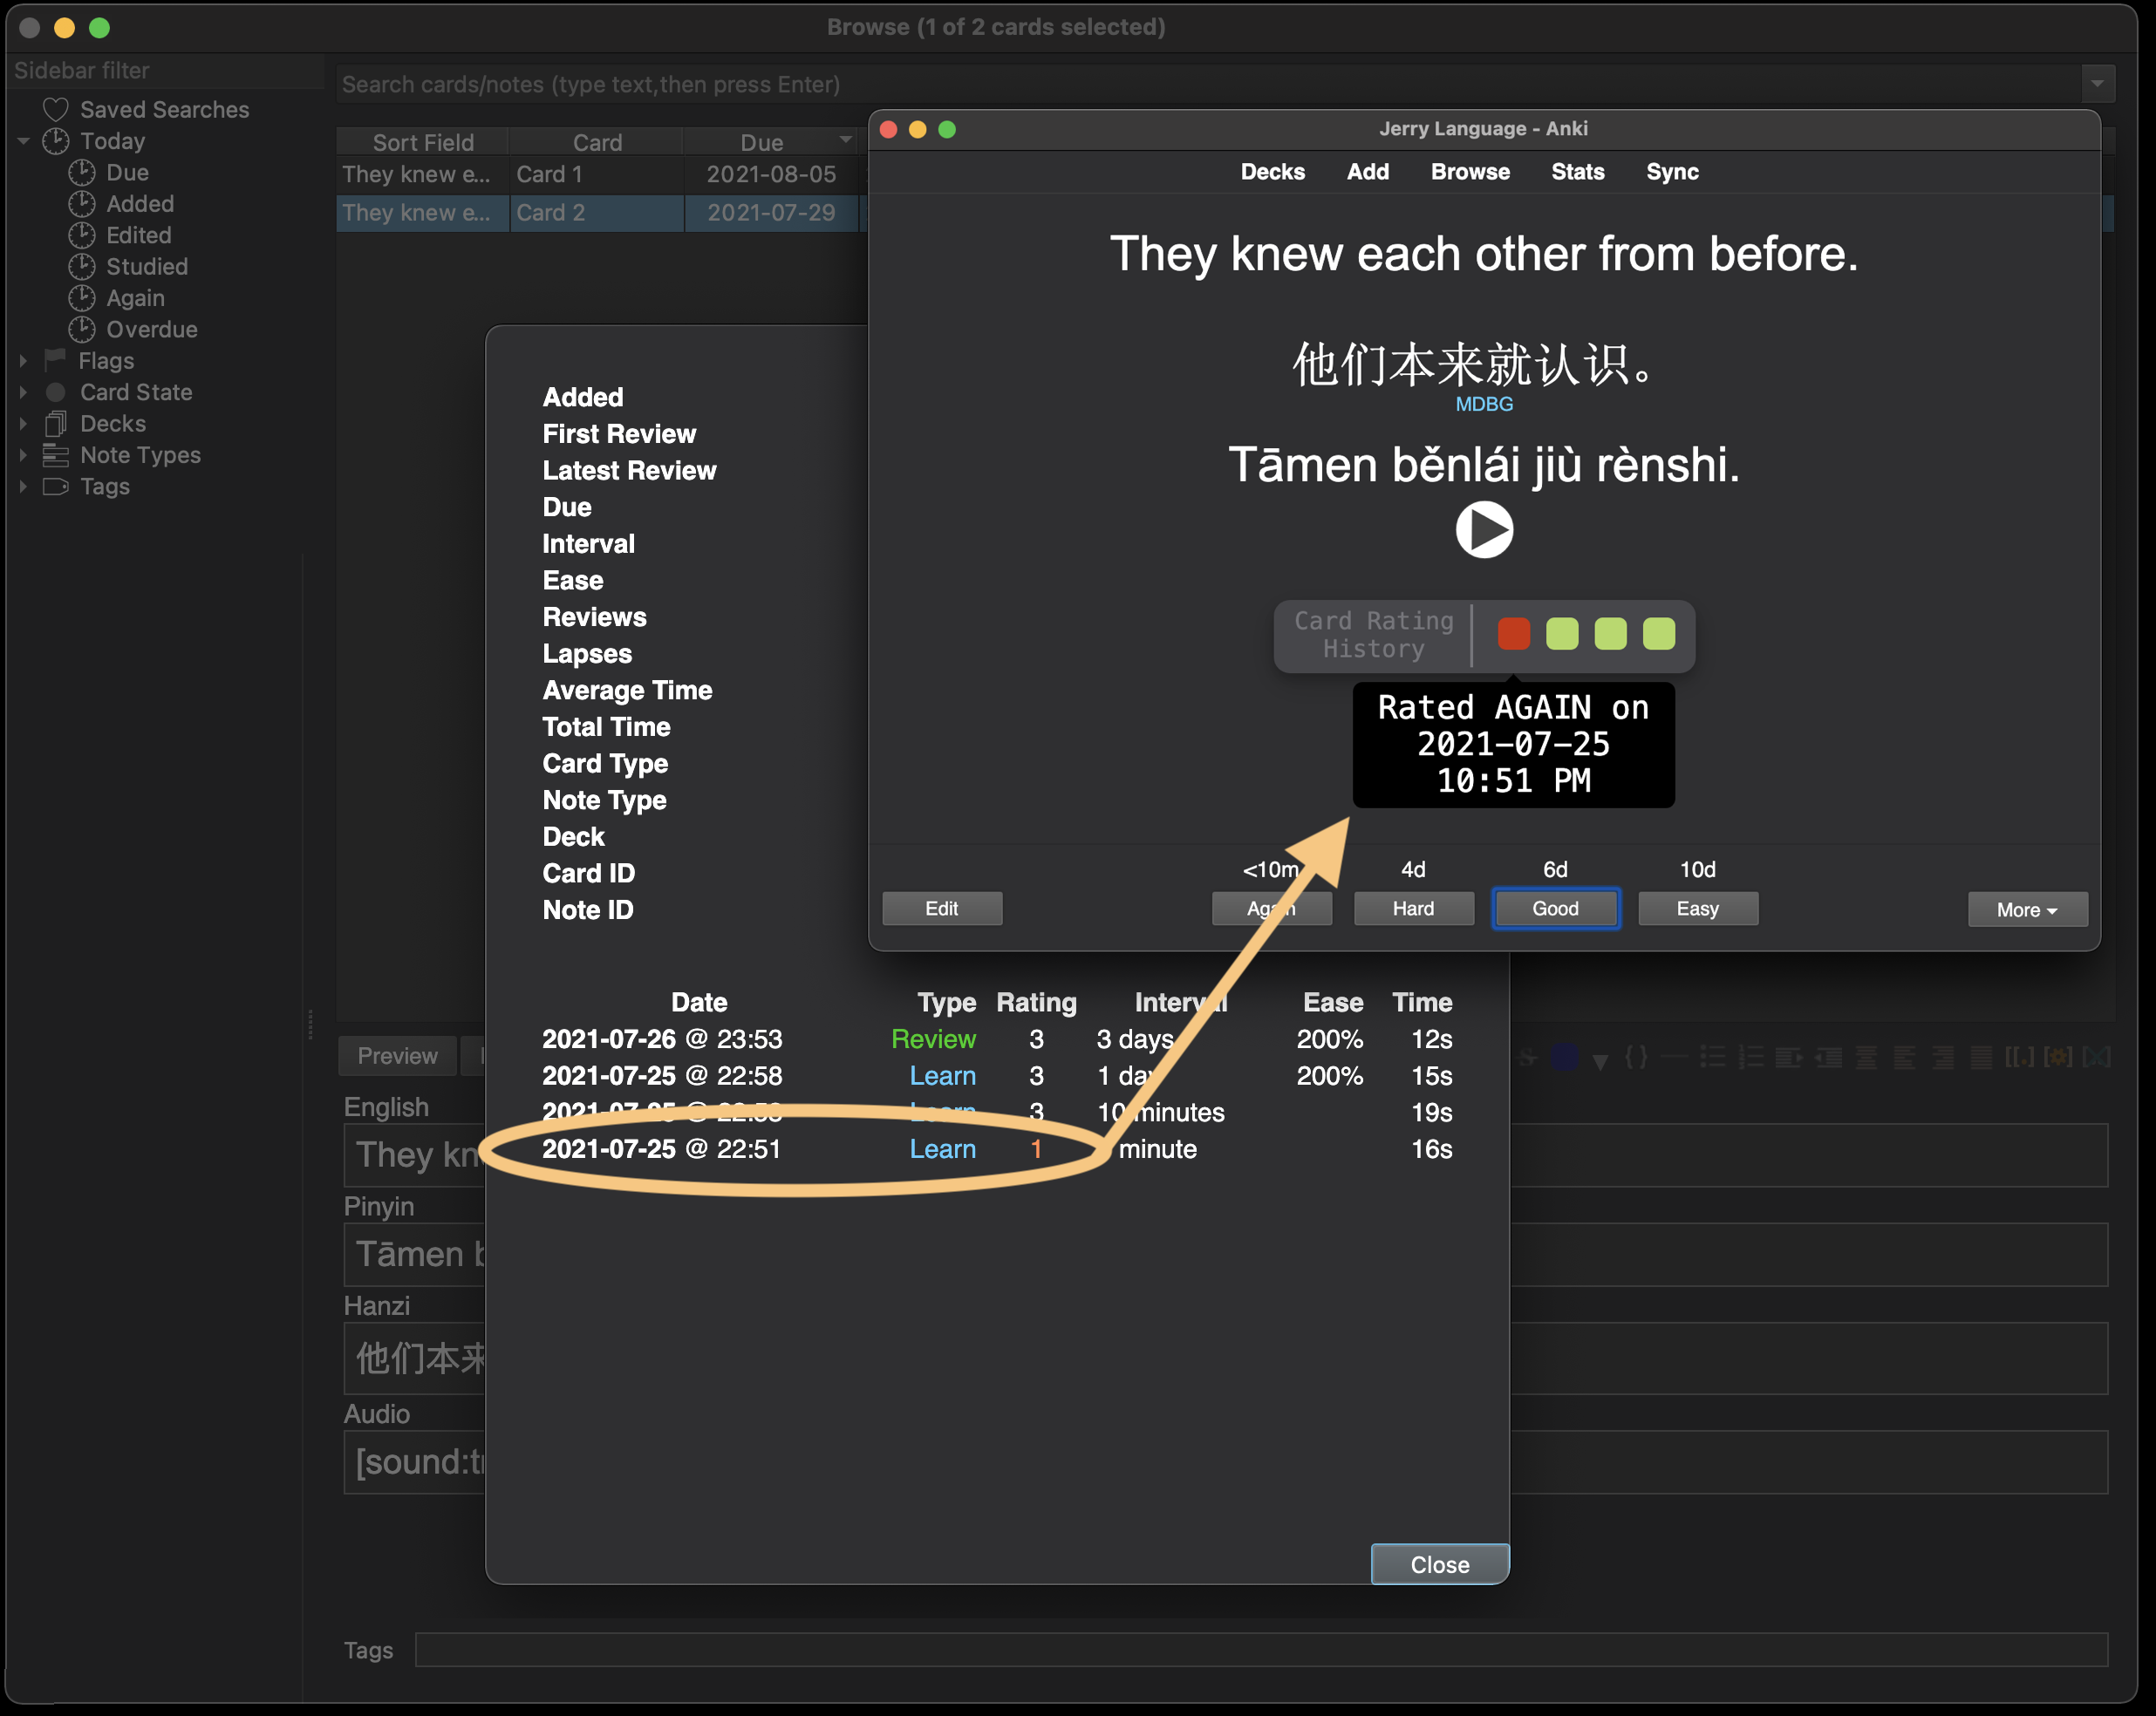 Browse (1 of 2 cards selected)
Sidebar filter
Saved Searches
Today
Due
Added
Edited
Studied
Again
Overdue
Flags
Card State
Decks
Note Types
Tags
Search cards/notes (type text,then press Enter)
Sort Field Card Due
They knew e... Card 1 2021-08-05
They knew e... Card 2 2021-07-29
Jerry Language - Anki
Decks Add Browse Stats Sync
They knew each other from before.
他们本来就认识。
MDBG
Tāmen běnlái jiù rènshi.
Card Rating
History
Rated AGAIN on
2021-07-25
10:51 PM
<10m 4d 6d 10d
Edit Again Hard Good Easy More
Added
First Review
Latest Review
Due
Interval
Ease
Reviews
Lapses
Average Time
Total Time
Card Type
Note Type
Deck
Card ID
Note ID
Date Type Rating Interval Ease Time
2021-07-26 @ 23:53 Review 3 3 days 200% 12s
2021-07-25 @ 22:58 Learn 3 1 day 200% 15s
2021-07-25 @ Learn 3 10 minutes 19s
2021-07-25 @ 22:51 Learn 1 minute 16s
Close
Preview
English
They kn
Pinyin
Tāmen b
Hanzi
他们本来
Audio
[sound:t
Tags